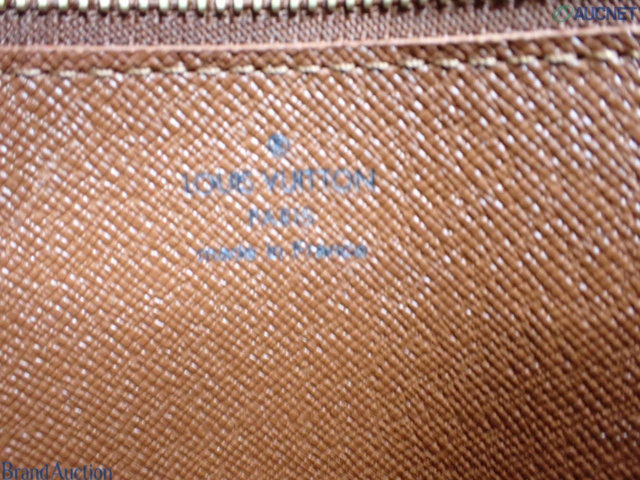 AUCNET
LOUIS VUITTON
PARIS
made in France
Brand Auction